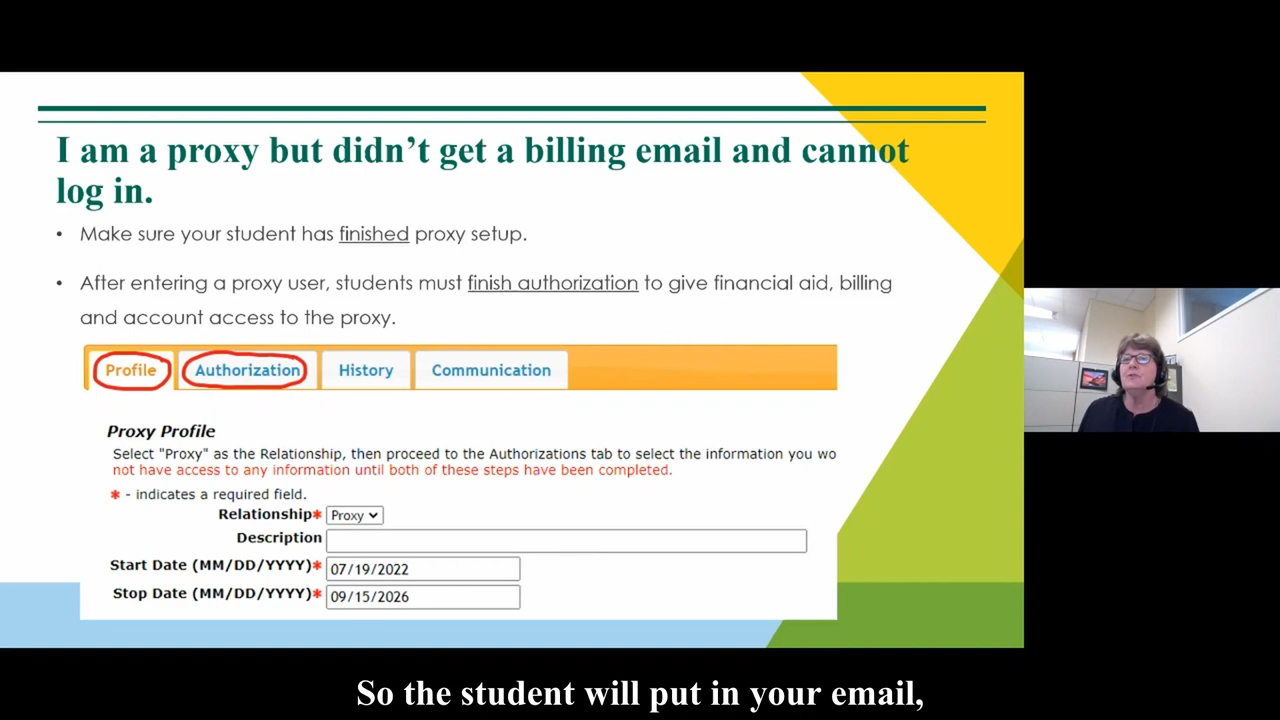 I am a proxy but didn’t get a billing email and cannot
log in.
• Make sure your student has finished proxy setup.
• After entering a proxy user, students must finish authorization to give financial aid, billing
and account access to the proxy.
Profile Authorization History Communication
Proxy Profile
Select "Proxy" as the Relationship, then proceed to the Authorizations tab to select the information you wo
not have access to any information until both of these steps have been completed.
* - indicates a required field.
Relationship* Proxy
Description
Start Date (MM/DD/YYYY)* 07/19/2022
Stop Date (MM/DD/YYYY)* 09/15/2026
So the student will put in your email,